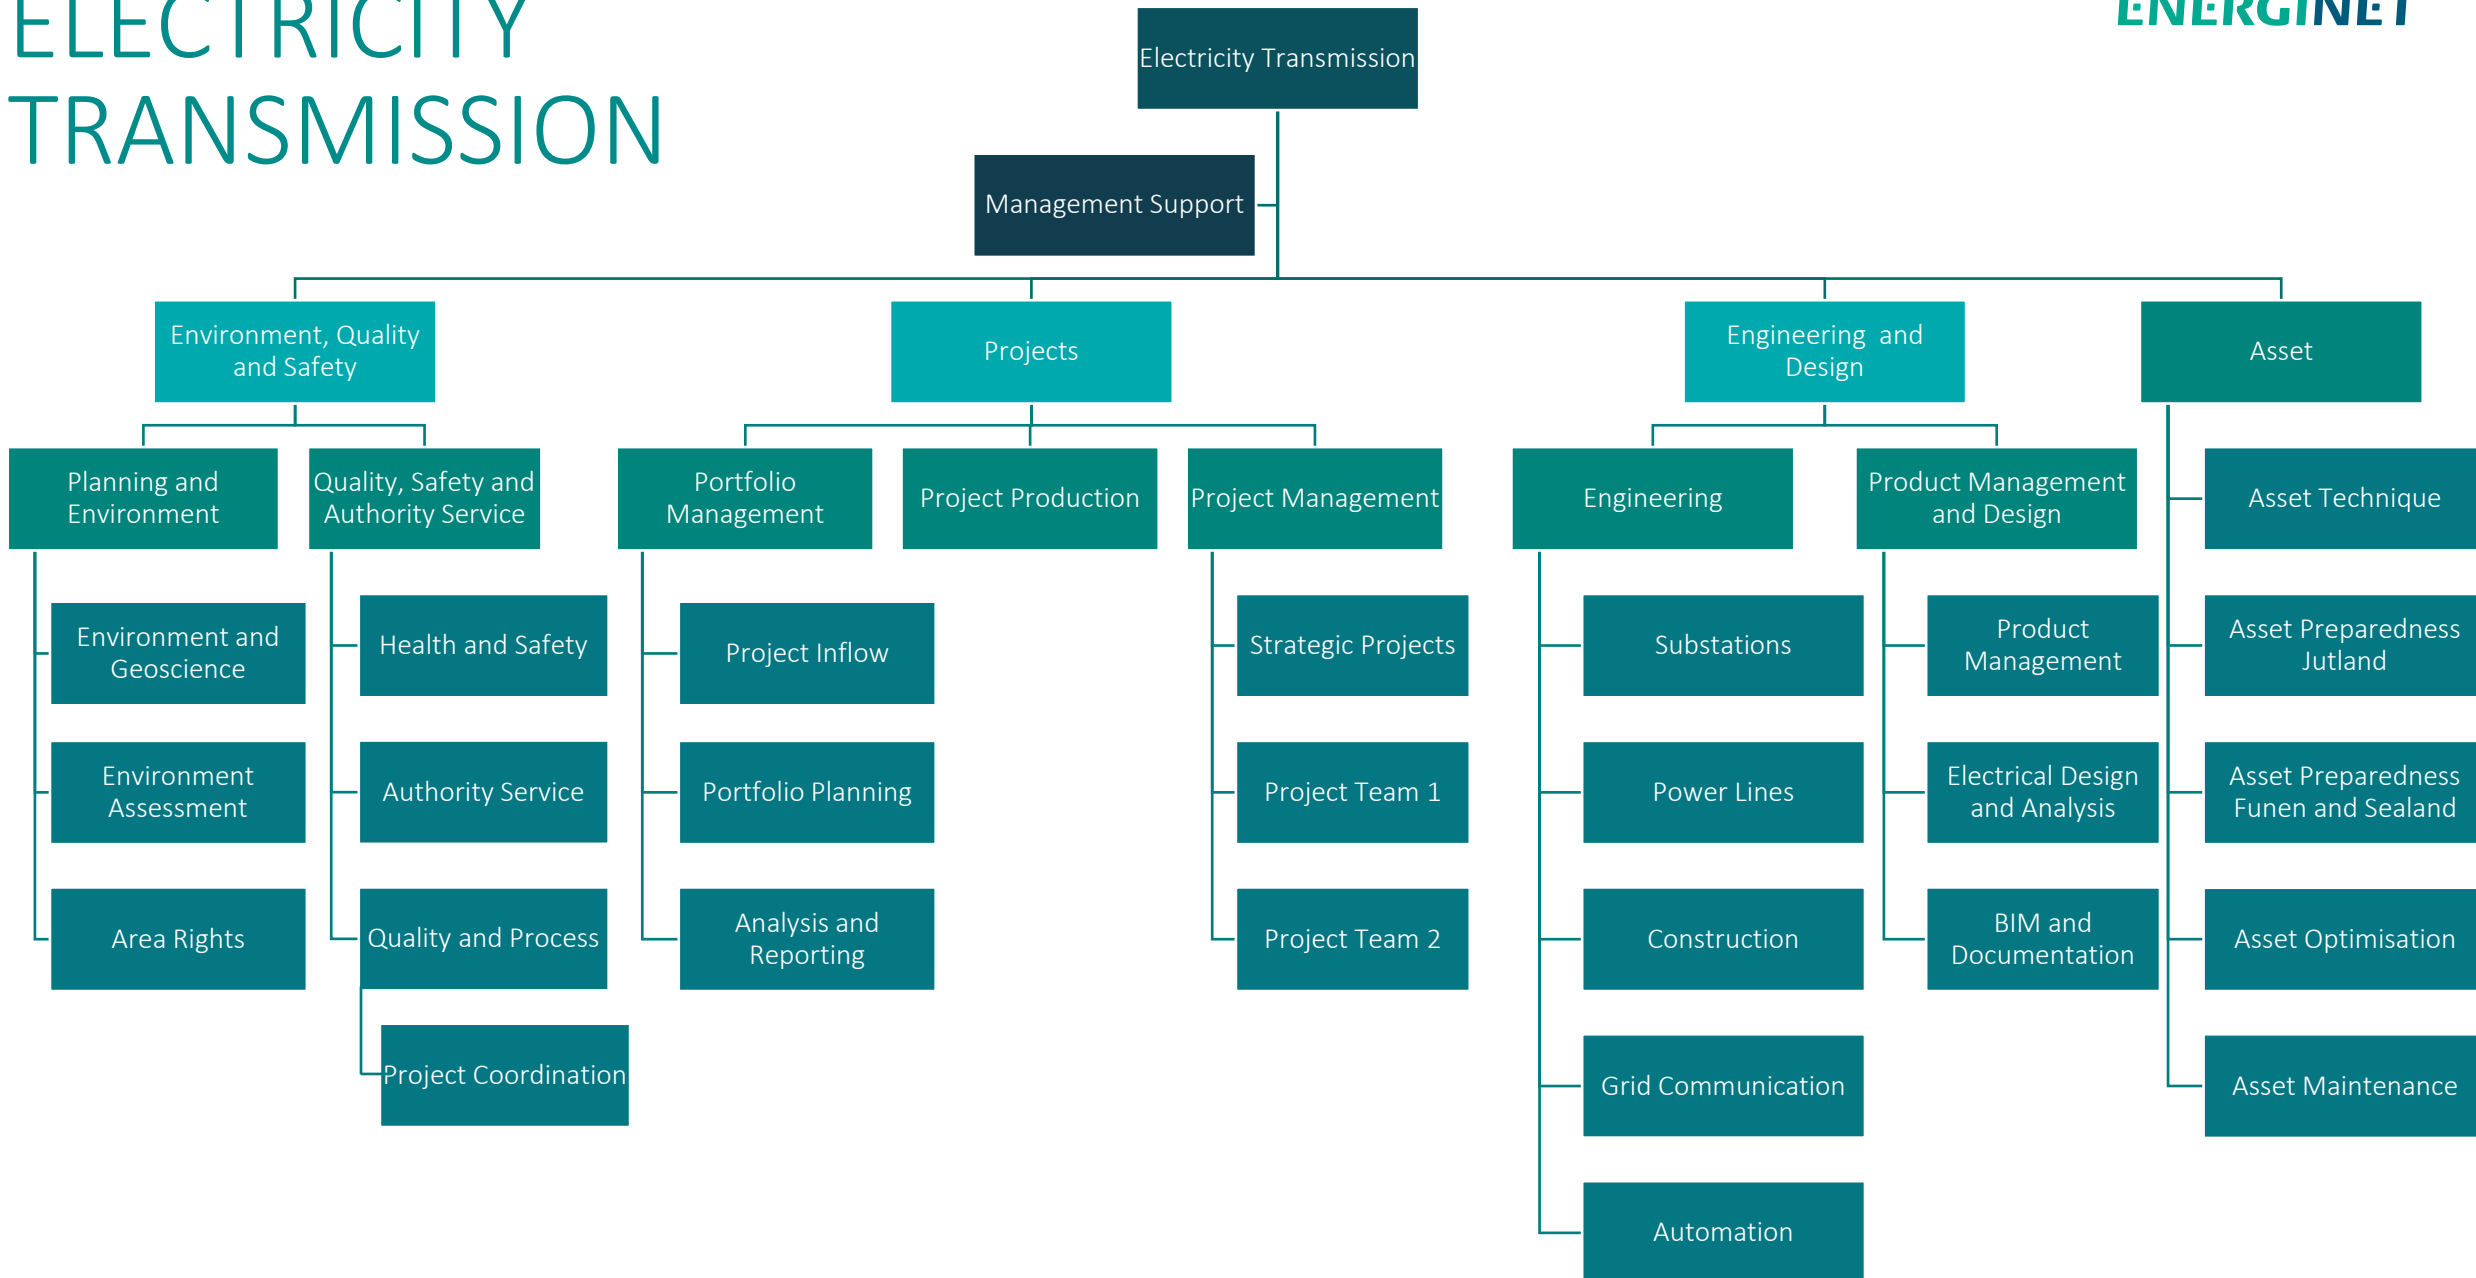 ELECTRICITY
TRANSMISSION
ENERGINET
Electricity Transmission
Management Support
Environment, Quality
and Safety
Projects
Engineering and
Design
Asset
Planning and
Environment
Quality, Safety and
Authority Service
Portfolio
Management
Project Production
Project Management
Engineering
Product Management
and Design
Asset Technique
Environment and
Geoscience
Health and Safety
Project Inflow
Strategic Projects
Substations
Product
Management
Asset Preparedness
Jutland
Environment
Assessment
Authority Service
Portfolio Planning
Project Team 1
Power Lines
Electrical Design
and Analysis
Asset Preparedness
Funen and Sealand
Area Rights
Quality and Process
Analysis and
Reporting
Project Team 2
Construction
BIM and
Documentation
Asset Optimisation
Project Coordination
Grid Communication
Asset Maintenance
Automation